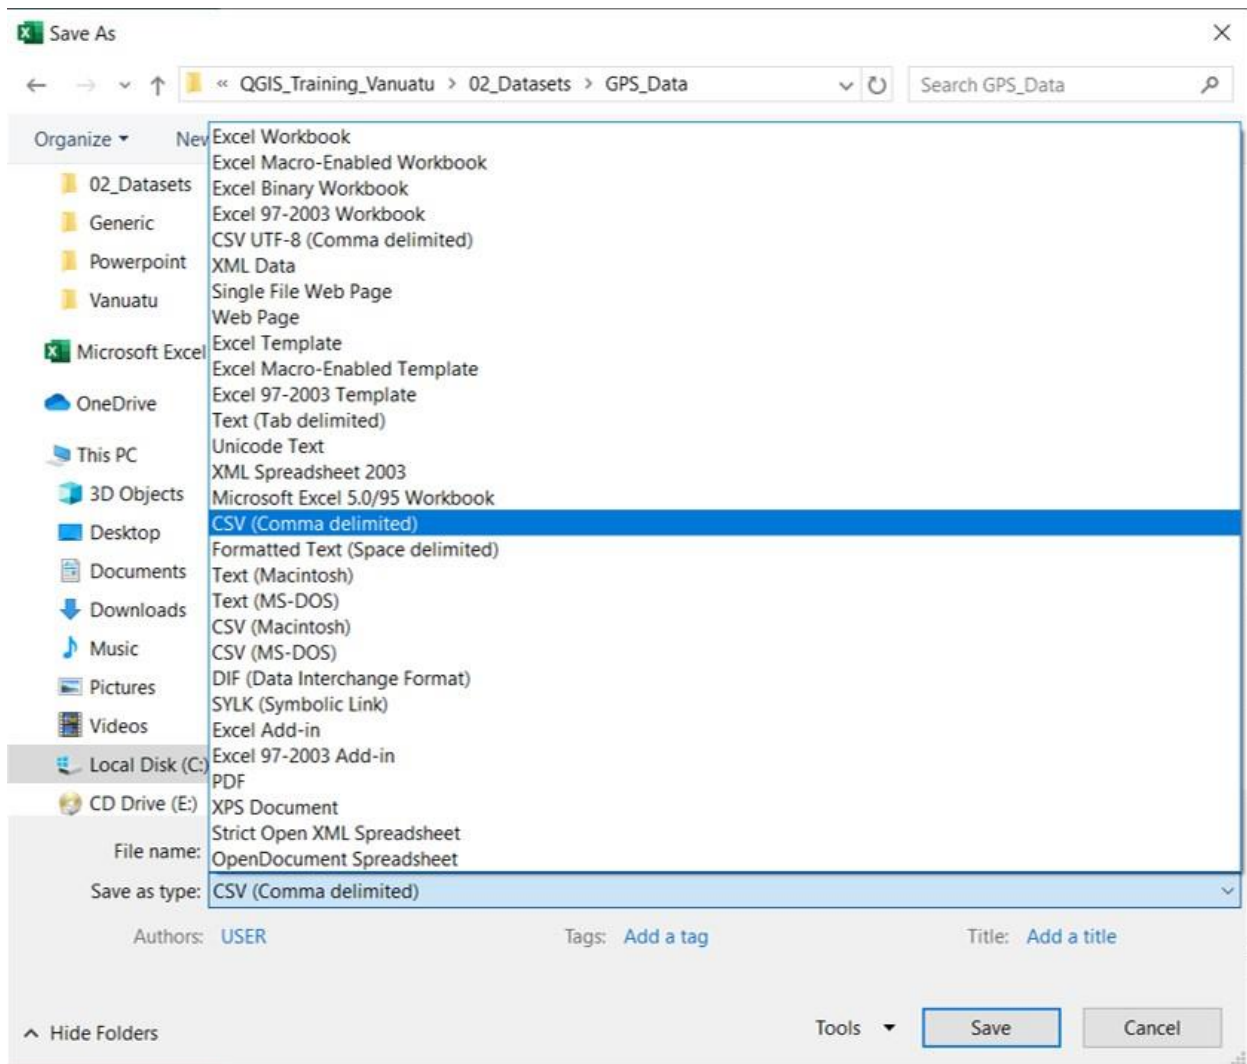 Save As
« QGIS_Training_Vanuatu > 02_Datasets > GPS_Data
Search GPS_Data
Organize
New
02_Datasets
Generic
Powerpoint
Vanuatu
Microsoft Excel
OneDrive
This PC
3D Objects
Desktop
Documents
Downloads
Music
Pictures
Videos
Local Disk (C:)
CD Drive (E:)
Excel Workbook
Excel Macro-Enabled Workbook
Excel Binary Workbook
Excel 97-2003 Workbook
CSV UTF-8 (Comma delimited)
XML Data
Single File Web Page
Web Page
Excel Template
Excel Macro-Enabled Template
Excel 97-2003 Template
Text (Tab delimited)
Unicode Text
XML Spreadsheet 2003
Microsoft Excel 5.0/95 Workbook
CSV (Comma delimited)
Formatted Text (Space delimited)
Text (Macintosh)
Text (MS-DOS)
CSV (Macintosh)
CSV (MS-DOS)
DIF (Data Interchange Format)
SYLK (Symbolic Link)
Excel Add-in
Excel 97-2003 Add-in
PDF
XPS Document
Strict Open XML Spreadsheet
OpenDocument Spreadsheet
File name:
Save as type: CSV (Comma delimited)
Authors: USER Tags: Add a tag Title: Add a title
Hide Folders Tools Save Cancel